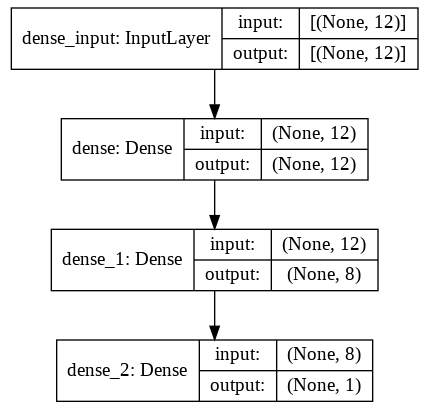 dense_input: InputLayer
input: [(None, 12)]
output: [(None, 12)]
dense: Dense
input: (None, 12)
output: (None, 12)
dense_1: Dense
input: (None, 12)
output: (None, 8)
dense_2: Dense
input: (None, 8)
output: (None, 1)